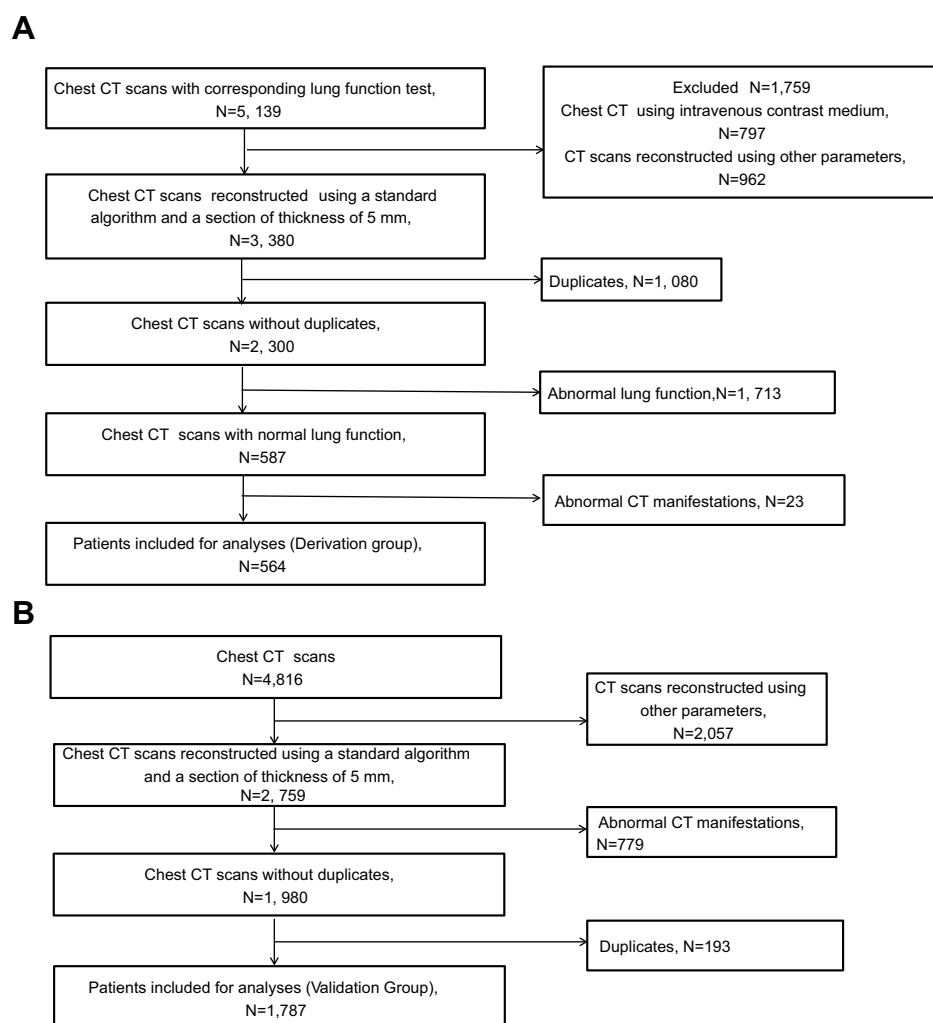 A
Chest CT scans with corresponding lung function test,
N=5, 139
Excluded N=1,759
Chest CT using intravenous contrast medium,
N=797
CT scans reconstructed using other parameters,
N=962
Chest CT scans reconstructed using a standard
algorithm and a section of thickness of 5 mm,
N=3, 380
Duplicates, N=1, 080
Chest CT scans without duplicates,
N=2, 300
Abnormal lung function,N=1, 713
Chest CT scans with normal lung function,
N=587
Abnormal CT manifestations, N=23
Patients included for analyses (Derivation group),
N=564
B
Chest CT scans
N=4,816
CT scans reconstructed using
other parameters,
N=2,057
Chest CT scans reconstructed using a standard algorithm
and a section of thickness of 5 mm,
N=2, 759
Abnormal CT manifestations,
N=779
Chest CT scans without duplicates,
N=1, 980
Duplicates, N=193
Patients included for analyses (Validation Group),
N=1,787